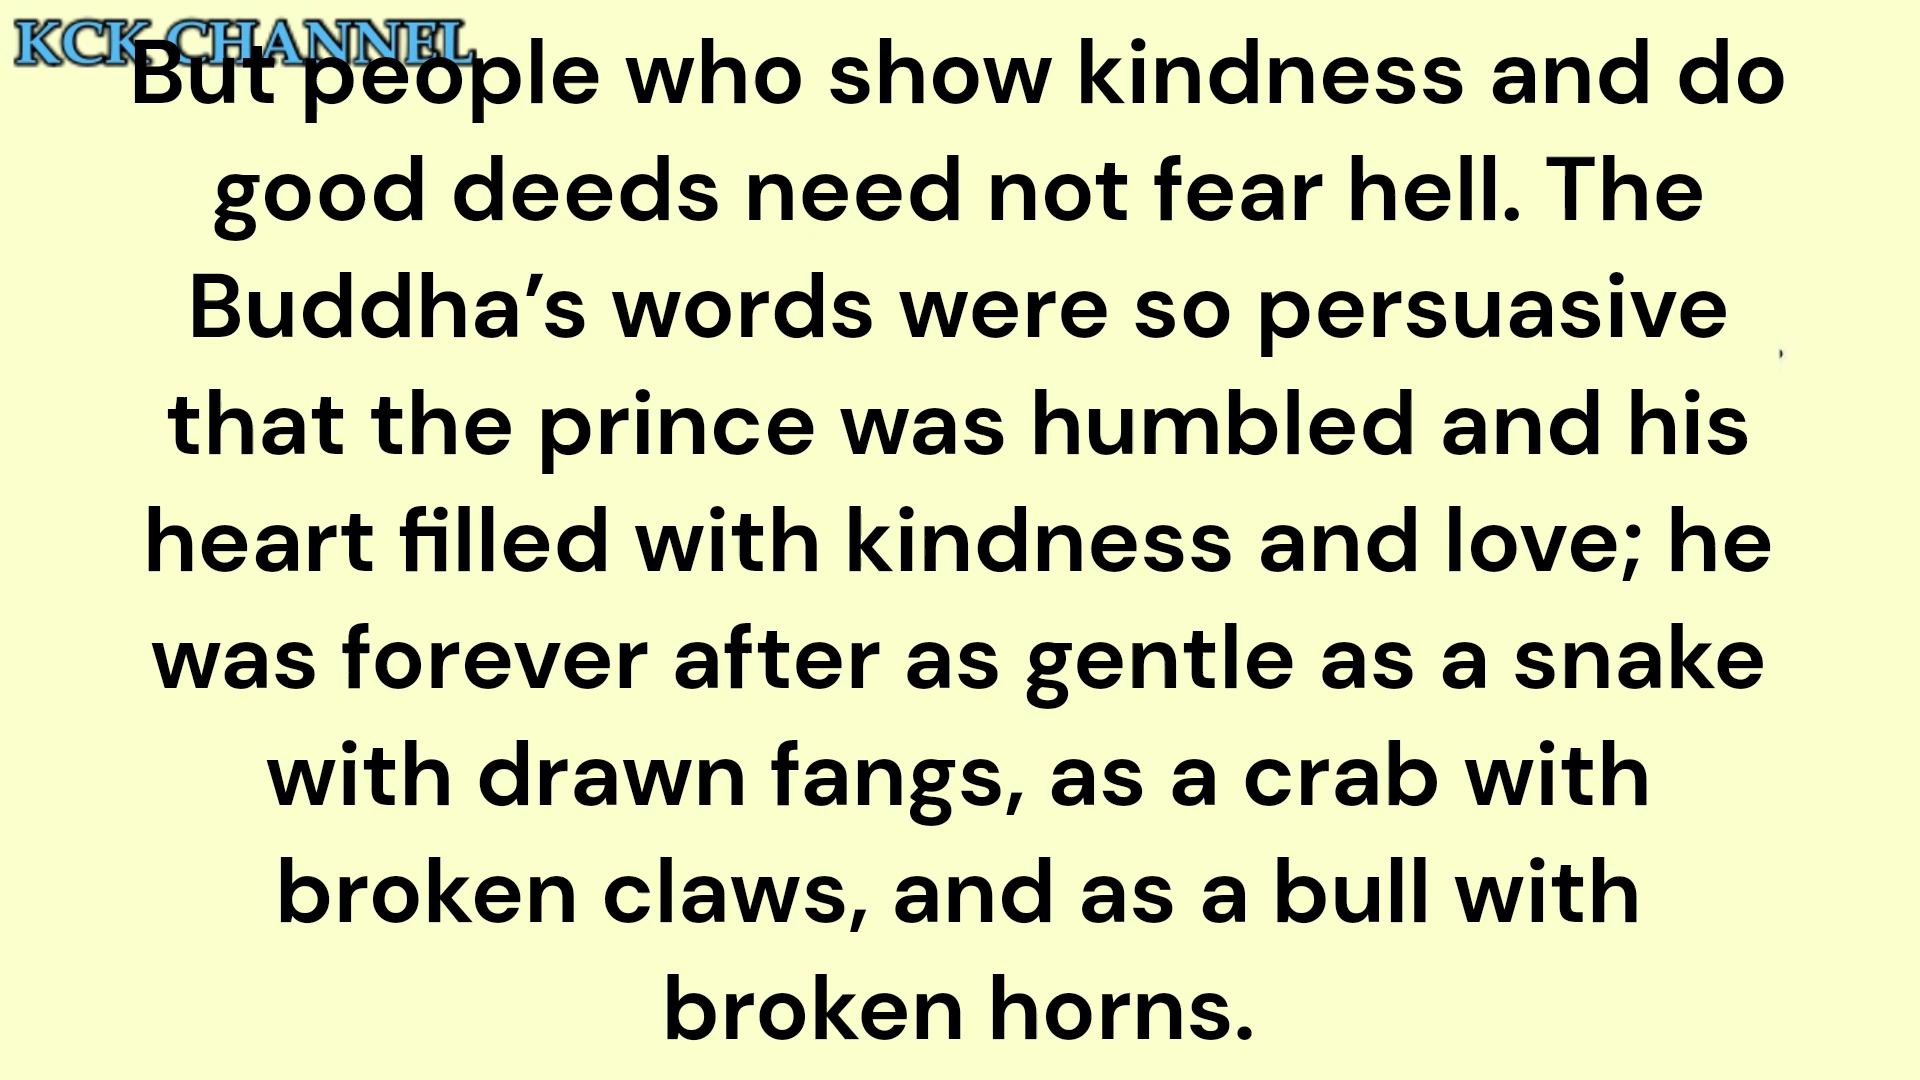 KCK CHANNEL
But people who show kindness and do
good deeds need not fear hell. The
Buddha’s words were so persuasive
that the prince was humbled and his
heart filled with kindness and love; he
was forever after as gentle as a snake
with drawn fangs, as a crab with
broken claws, and as a bull with
broken horns.